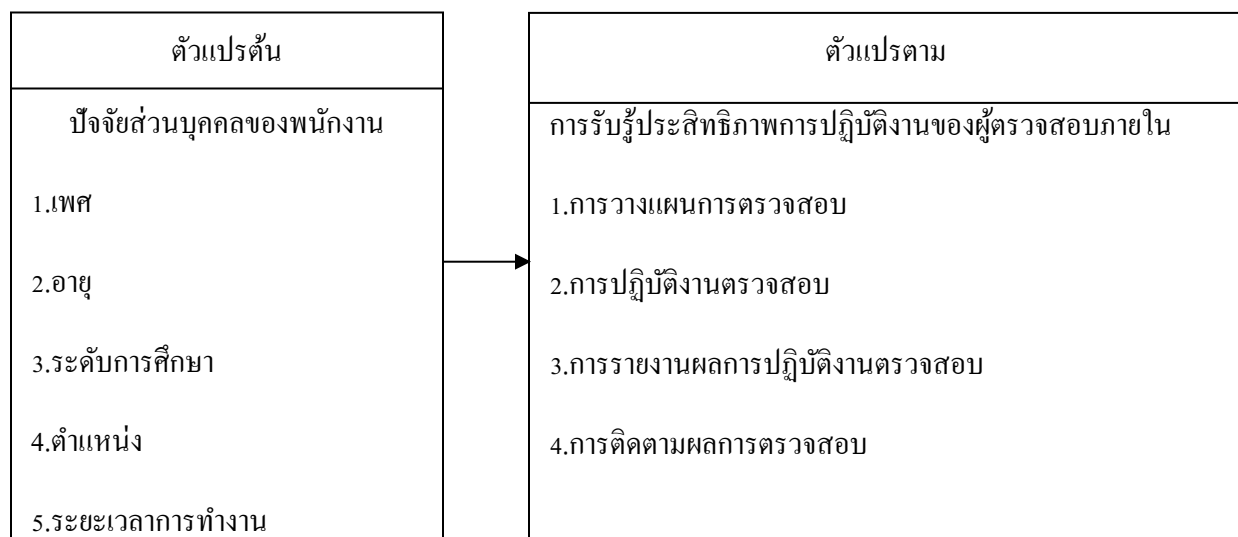 ตัวแปรต้น
ปัจจัยส่วนบุคคลของพนักงาน
1.เพศ
2.อายุ
3.ระดับการศึกษา
4.ตำแหน่ง
5.ระยะเวลาการทำงาน
ตัวแปรตาม
การรับรู้ประสิทธิภาพการปฏิบัติงานของผู้ตรวจสอบภายใน
1.การวางแผนการตรวจสอบ
2.การปฏิบัติงานตรวจสอบ
3.การรายงานผลการปฏิบัติงานตรวจสอบ
4.การติดตามผลการตรวจสอบ